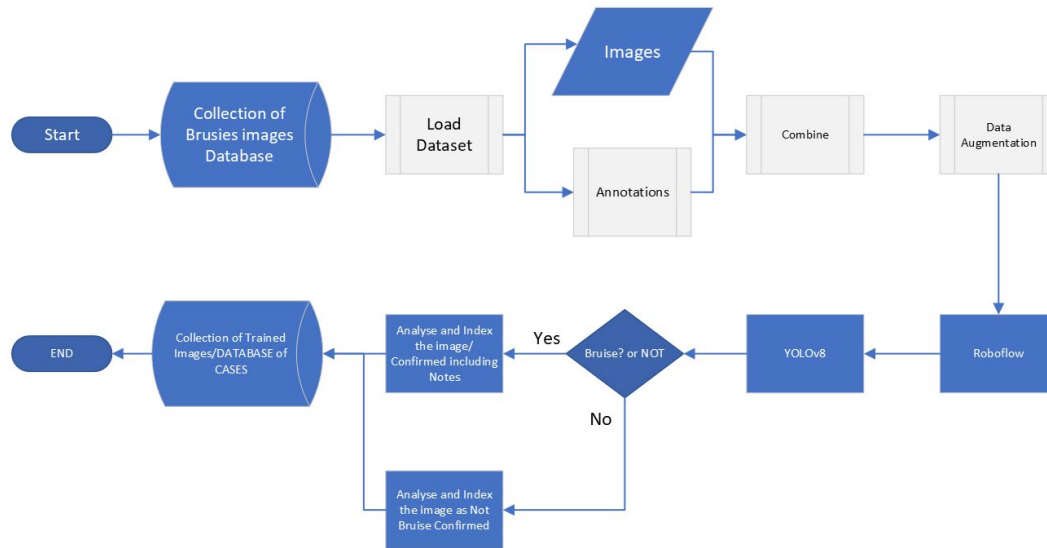 Images
Start
Collection of
Brusies images
Database
Load
Dataset
Combine
Data
Augmentation
Annotations
END
Collection of Trained
Images/DATABASE of
CASES
Analyse and Index
the image/
Confirmed including
Notes
Yes
Bruise? or NOT
YOLOv8
Roboflow
No
Analyse and Index
the image as Not
Bruise Confirmed